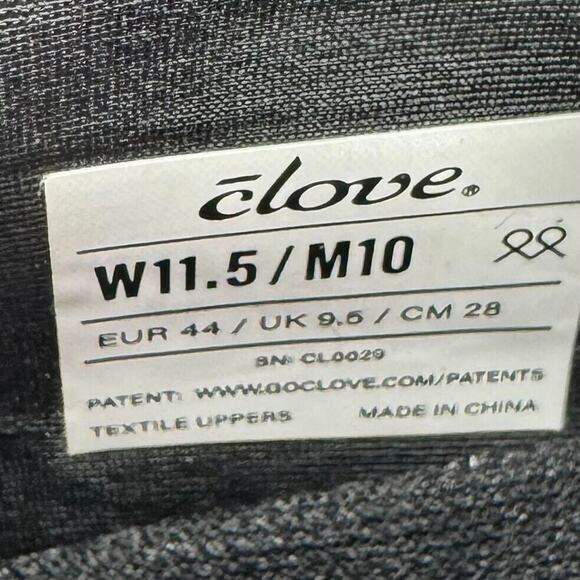 clove®
W11.5 / M10
EUR 44 / UK 9.5 / CM 28
SN: CL0029
PATENT: WWW.GOCLOVE.COM/PATENTS
TEXTILE UPPERS MADE IN CHINA